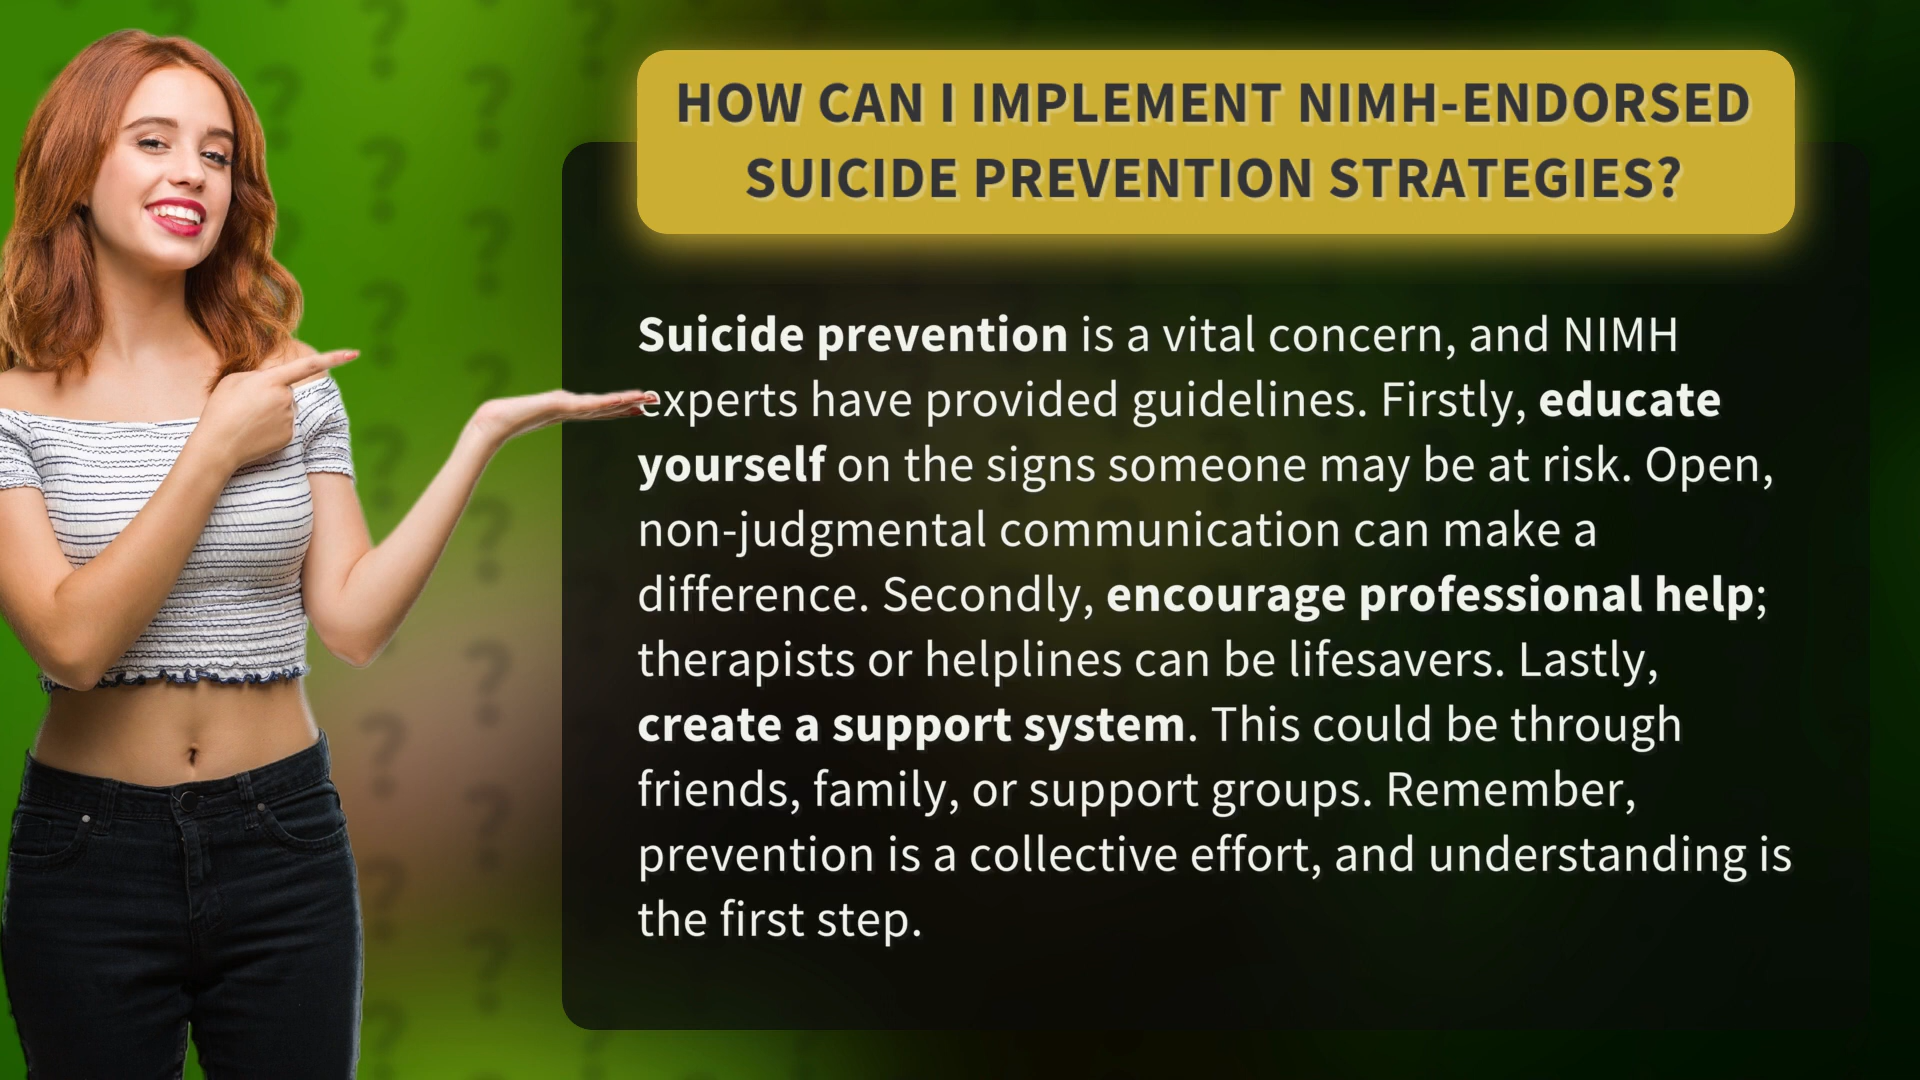 HOW CAN I IMPLEMENT NIMH-ENDORSED
SUICIDE PREVENTION STRATEGIES?
Suicide prevention is a vital concern, and NIMH
experts have provided guidelines. Firstly, educate
yourself on the signs someone may be at risk. Open,
non-judgmental communication can make a
difference. Secondly, encourage professional help;
therapists or helplines can be lifesavers. Lastly,
create a support system. This could be through
friends, family, or support groups. Remember,
prevention is a collective effort, and understanding is
the first step.